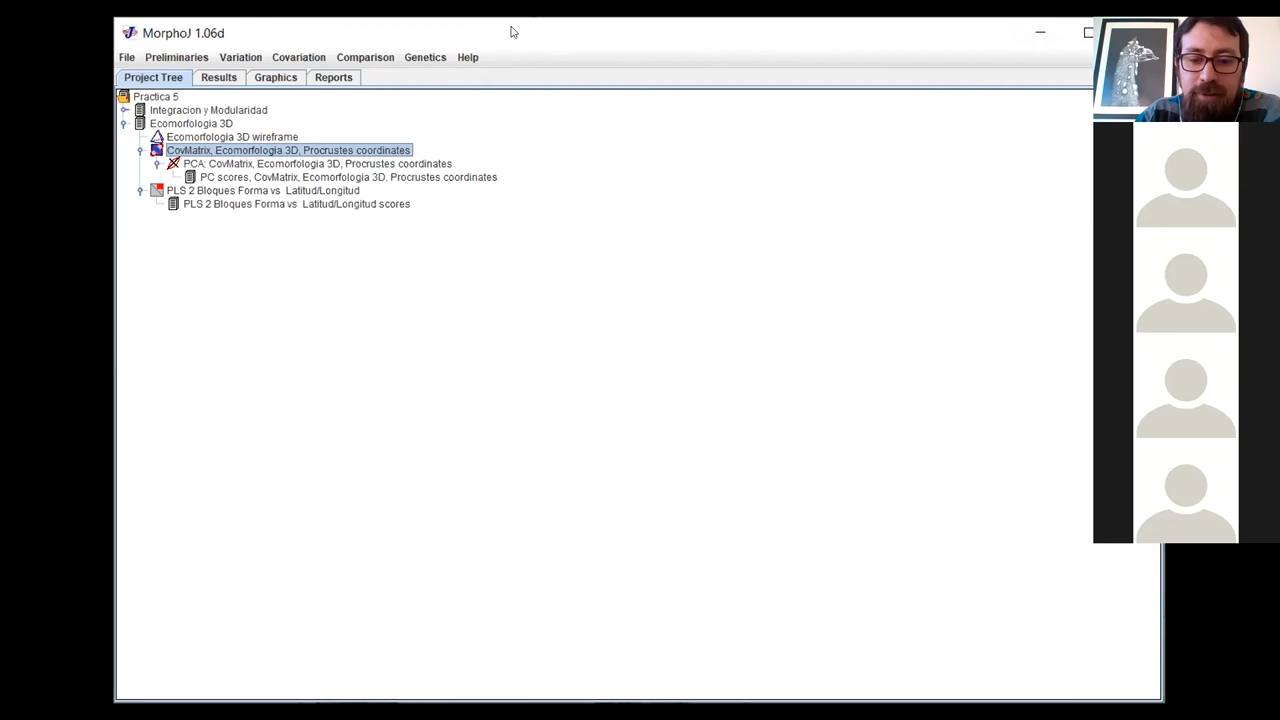 MorphoJ 1.06d
File Preliminaries Variation Covariation Comparison Genetics Help
Project Tree Results Graphics Reports
Practica 5
Integracion y Modularidad
Ecomorfologia 3D
Ecomorfologia 3D wireframe
CovMatrix, Ecomorfologia 3D, Procrustes coordinates
PCA: CovMatrix, Ecomorfologia 3D, Procrustes coordinates
PC scores, CovMatrix, Ecomorfologia 3D, Procrustes coordinates
PLS 2 Bloques Forma vs Latitud/Longitud
PLS 2 Bloques Forma vs Latitud/Longitud scores